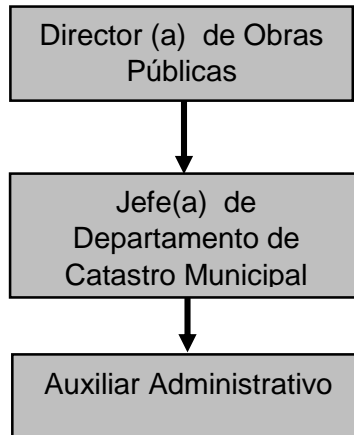 Director (a) de Obras
Públicas
Jefe(a) de
Departamento de
Catastro Municipal
Auxiliar Administrativo